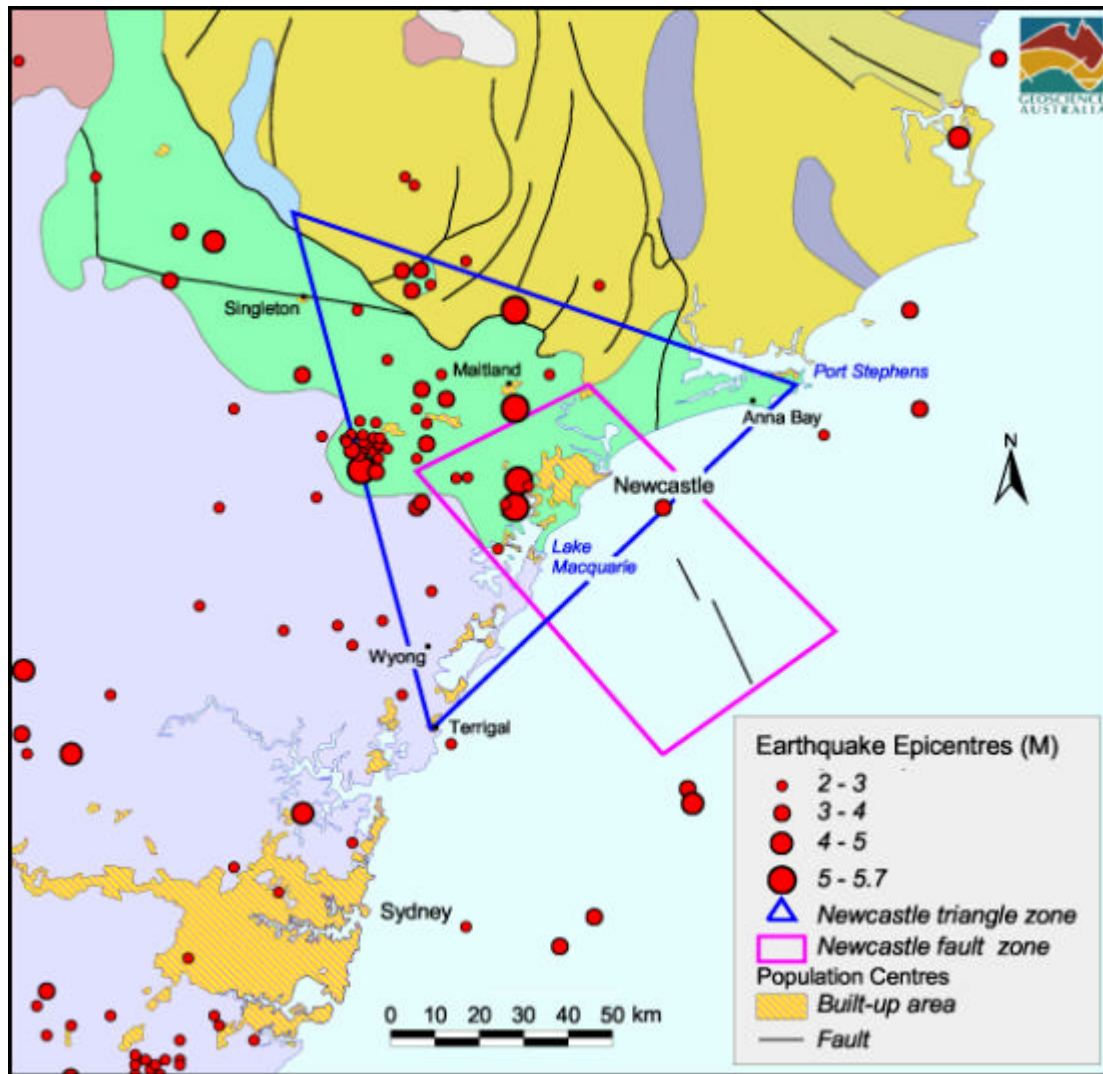 GEOSCIENCE
AUSTRALIA
Singleton
Maitland
Port Stephens
Anna Bay
N
Newcastle
Lake
Macquarie
Wyong
Terrigal
Sydney
0 10 20 30 40 50 km
Earthquake Epicentres (M)
2 - 3
3 - 4
4 - 5
5 - 5.7
Newcastle triangle zone
Newcastle fault zone
Population Centres
Built-up area
Fault